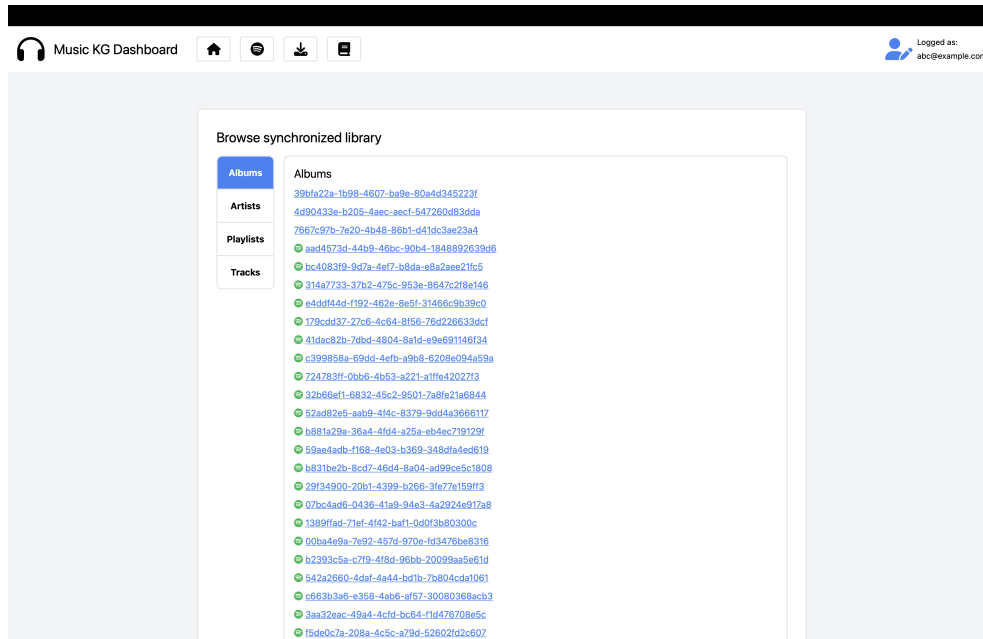 Music KG Dashboard
Logged as:
abc@example.com
Browse synchronized library
Albums
Artists
Playlists
Tracks
Albums
39bfa22a-1b98-4607-ba9e-80a4d345223f
4d90433e-b205-4aec-aecf-547260d83dda
7667c97b-7e20-4b48-86b1-d41dc3ae23a4
aad4573d-44b9-46bc-90b4-1848892639d6
bc4083f9-9d7a-4ef7-b8da-e8a2aee21fc5
314a7733-37b2-475c-953e-8647c2f8e146
e4ddf44d-f192-462e-8e5f-31466c9b39c0
179cdd37-27c6-4c64-8f56-76d226633dcf
41dac82b-7dbd-4804-8a1d-e9e691146f34
c399858a-69dd-4efb-a9b8-6208e094a59a
724783ff-0bb6-4b53-a221-a1ffe42027f3
32b66ef1-6832-45c2-9501-7a8fe21a6844
52ad82e5-aab9-4f4c-8379-9dd4a3666117
b881a29a-36a4-4fd4-a25a-eb4ec719129f
59ae4adb-f168-4e03-b369-348dfa4ed619
b831be2b-8cd7-46d4-8a04-ad99ce5c1808
29f34900-20b1-4399-b266-3fe77e159ff3
07bc4ad6-0436-41a9-94e3-4a2924e917a8
1389ffad-71ef-4f42-baf1-0d0f3b80300c
00ba4e9a-7e92-457d-970e-fd3476be8316
b2393c5a-c7f9-4f8d-96bb-20099aa5e61d
542a2660-4daf-4a44-bd1b-7b804cda1061
c663b3a6-e358-4ab6-af57-30080368acb3
3aa32eac-49a4-4cfd-bc64-f1d476708e5c
f5de0c7a-208a-4c5c-a79d-52602fd2c607